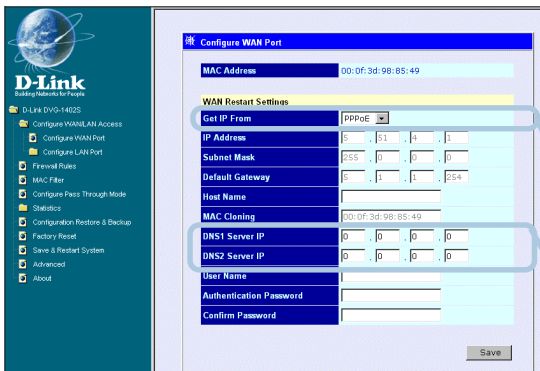 D-Link
Building Networks for People
D-Link DVG-1402S
Configure WAN/LAN Access
Configure WAN Port
Configure LAN Port
Firewall Rules
MAC Filter
Configure Pass Through Mode
Statistics
Configuration Restore & Backup
Factory Reset
Save & Restart System
Advanced
About
Configure WAN Port
MAC Address 00:0f:3d:98:85:49
WAN Restart Settings
Get IP From PPPoE
IP Address 5 . 51 . 4 . 1
Subnet Mask 255 . 0 . 0 . 0
Default Gateway 5 . 1 . 1 . 254
Host Name
MAC Cloning 00:0f:3d:98:85:49
DNS1 Server IP 0 . 0 . 0 . 0
DNS2 Server IP 0 . 0 . 0 . 0
User Name
Authentication Password
Confirm Password
Save